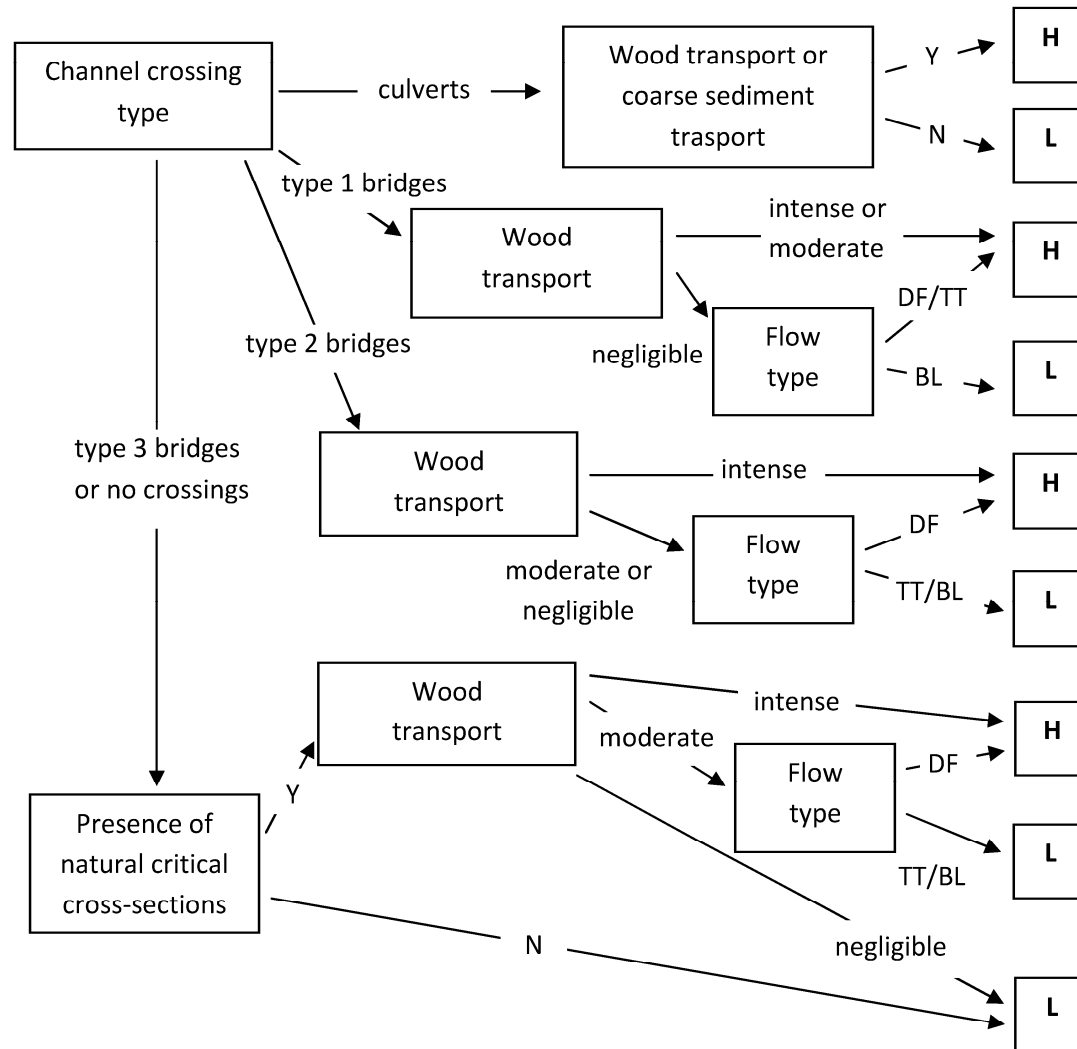 Channel crossing
type
culverts
Wood transport or
coarse sediment
trasport
Y
H
N
L
type 1 bridges
Wood
transport
intense or
moderate
H
negligible
Flow
type
DF/TT
BL
L
type 2 bridges
Wood
transport
intense
H
moderate or
negligible
Flow
type
DF
TT/BL
L
type 3 bridges
or no crossings
Presence of
natural critical
cross-sections
Y
Wood
transport
intense
H
moderate
Flow
type
DF
TT/BL
L
negligible
N
L